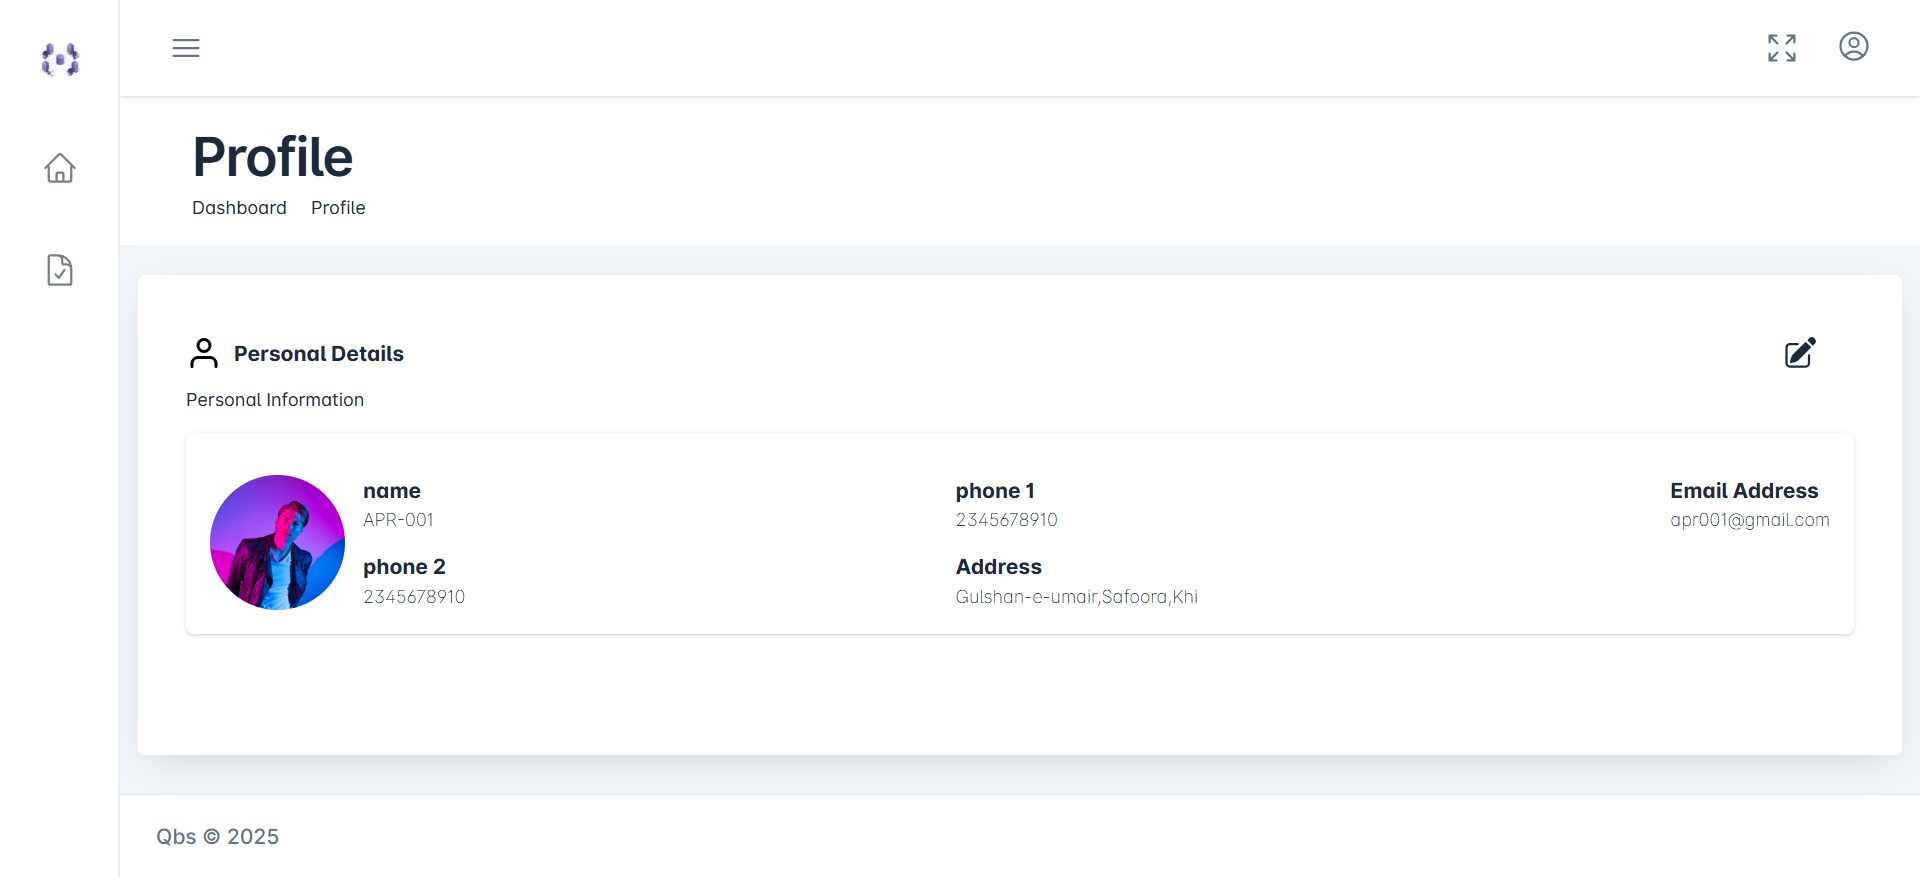 Profile
Dashboard Profile
Personal Details
Personal Information
name
APR-001
phone 1
2345678910
Email Address
apr001@gmail.com
phone 2
2345678910
Address
Gulshan-e-umair,Safoora,Khi
Qbs © 2025